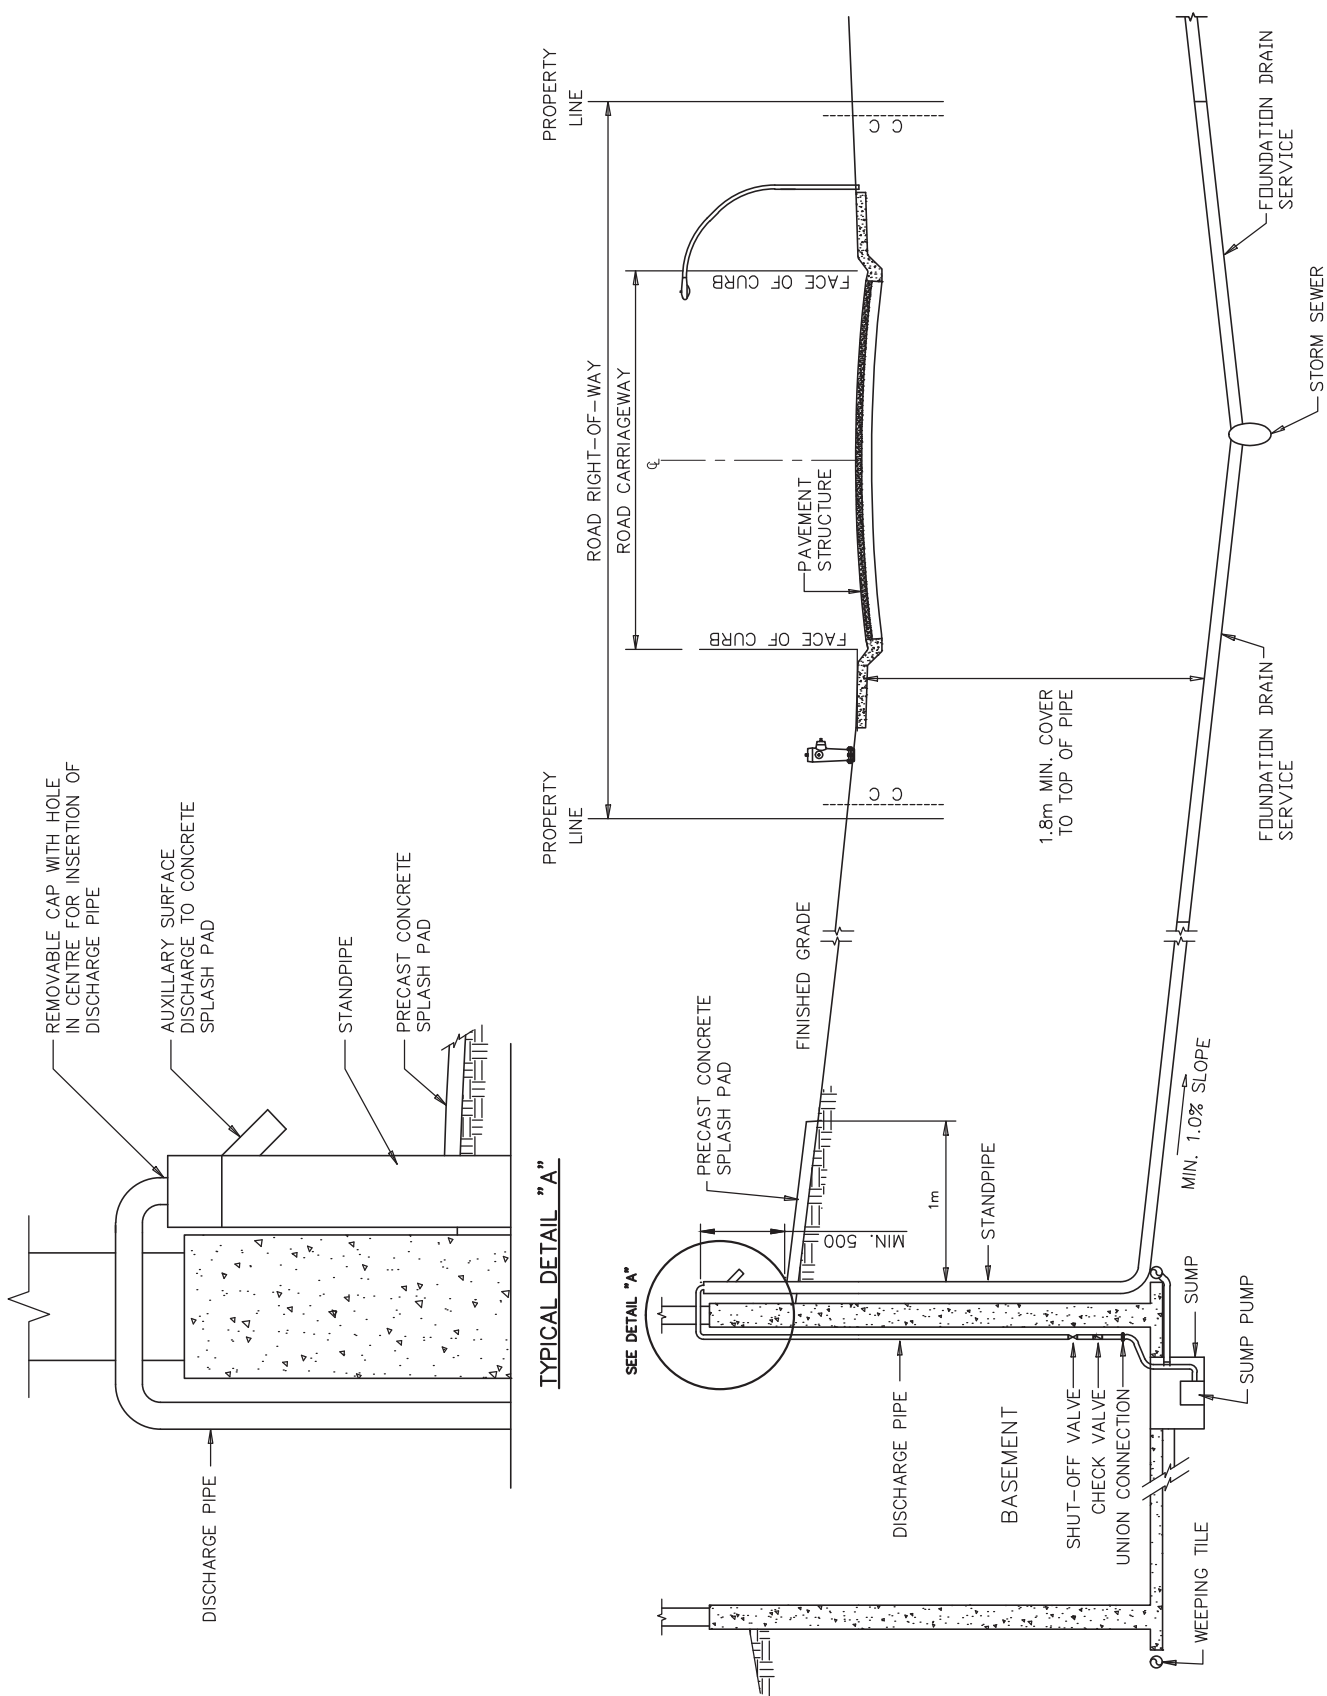 REMOVABLE CAP WITH HOLE
IN CENTRE FOR INSERTION OF
DISCHARGE PIPE
AUXILLARY SURFACE
DISCHARGE TO CONCRETE
SPLASH PAD
STANDPIPE
PRECAST CONCRETE
SPLASH PAD
DISCHARGE PIPE
TYPICAL DETAIL "A"
PROPERTY
LINE
PROPERTY
LINE
ROAD RIGHT-OF-WAY
ROAD CARRIAGEWAY
℄
FACE OF CURB
FACE OF CURB
PAVEMENT
STRUCTURE
C C
C C
SEE DETAIL "A"
PRECAST CONCRETE
SPLASH PAD
FINISHED GRADE
MIN. 500
1m
STANDPIPE
1.8m MIN. COVER
TO TOP OF PIPE
DISCHARGE PIPE
BASEMENT
SHUT-OFF VALVE
CHECK VALVE
UNION CONNECTION
WEEPING TILE
SUMP
SUMP PUMP
MIN. 1.0% SLOPE
FOUNDATION DRAIN
SERVICE
STORM SEWER
FOUNDATION DRAIN
SERVICE